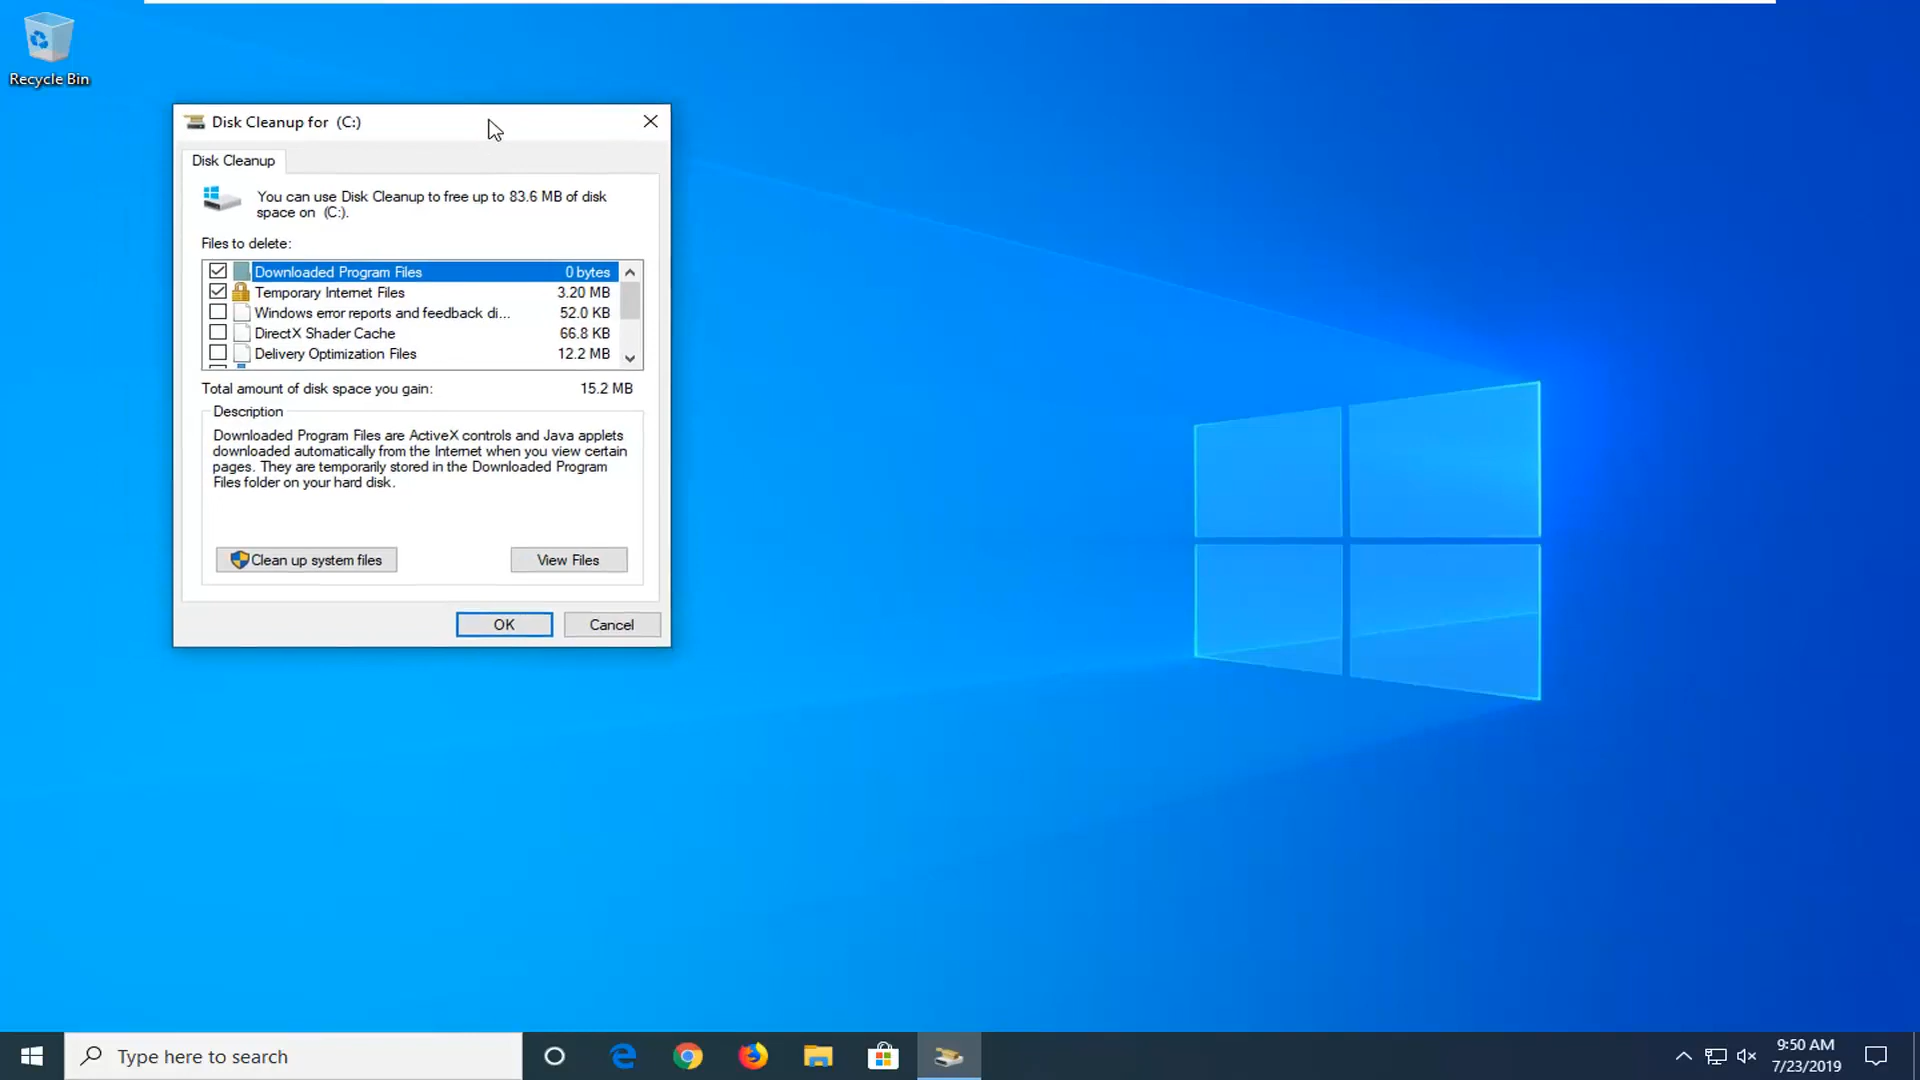 Recycle Bin
Disk Cleanup for (C:)
Disk Cleanup
You can use Disk Cleanup to free up to 83.6 MB of disk
space on (C:).
Files to delete:
Downloaded Program Files 0 bytes
Temporary Internet Files 3.20 MB
Windows error reports and feedback di... 52.0 KB
DirectX Shader Cache 66.8 KB
Delivery Optimization Files 12.2 MB
Total amount of disk space you gain: 15.2 MB
Description
Downloaded Program Files are ActiveX controls and Java applets
downloaded automatically from the Internet when you view certain
pages. They are temporarily stored in the Downloaded Program
Files folder on your hard disk.
Clean up system files View Files
OK Cancel
Type here to search
9:50 AM
7/23/2019